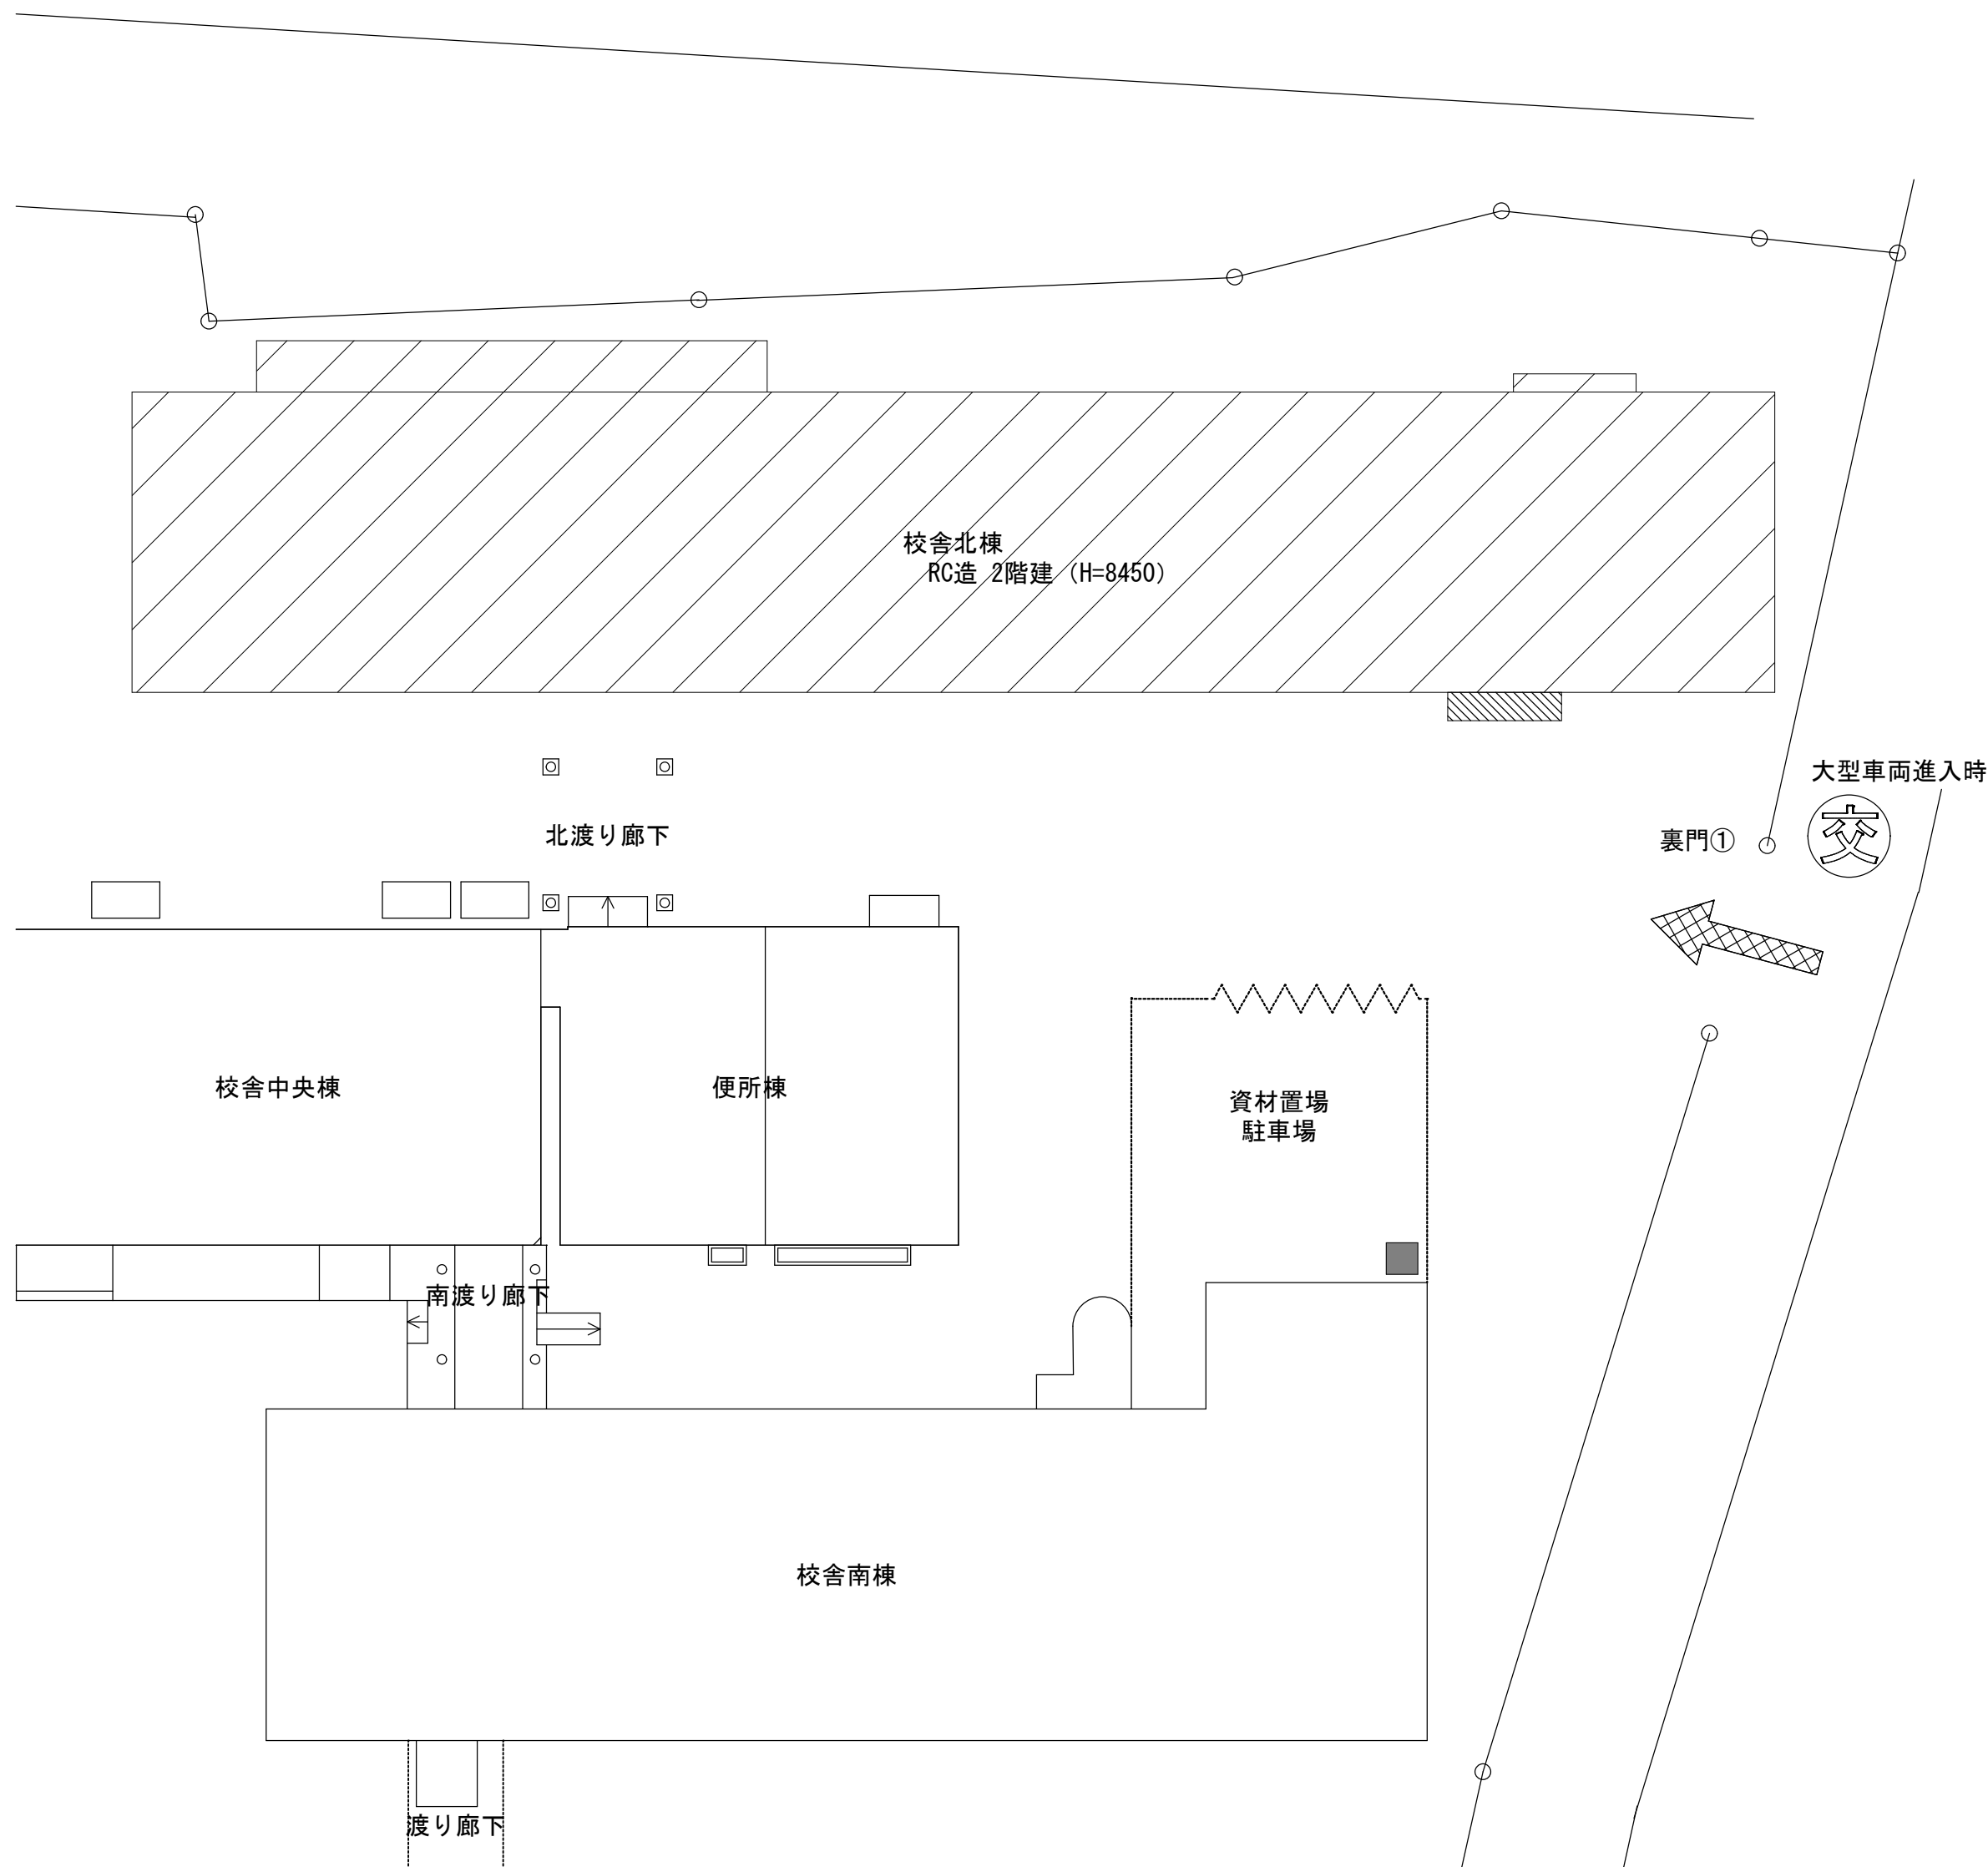 校舎北棟
RC造 2階建（H=8450）
大型車両進入時
交
北渡り廊下
裏門①
校舎中央棟
便所棟
資材置場
駐車場
南渡り廊下
校舎南棟
渡り廊下